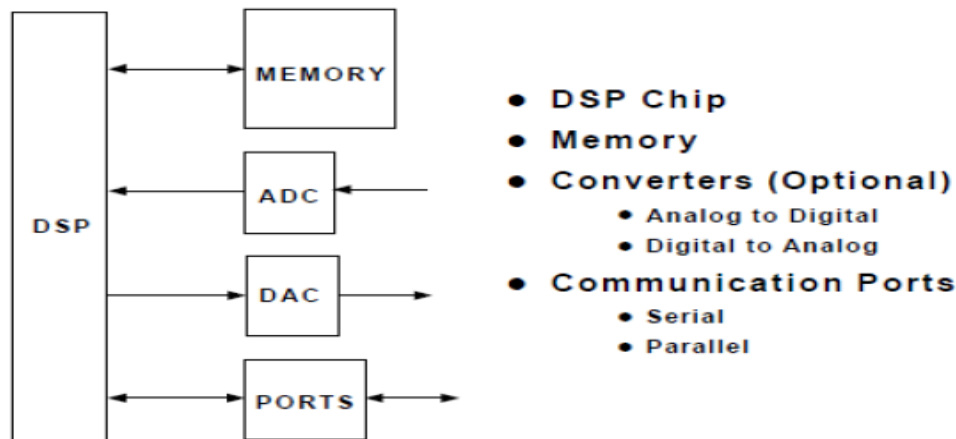 MEMORY
ADC
DSP
DAC
PORTS
● DSP Chip
● Memory
● Converters (Optional)
● Analog to Digital
● Digital to Analog
● Communication Ports
● Serial
● Parallel